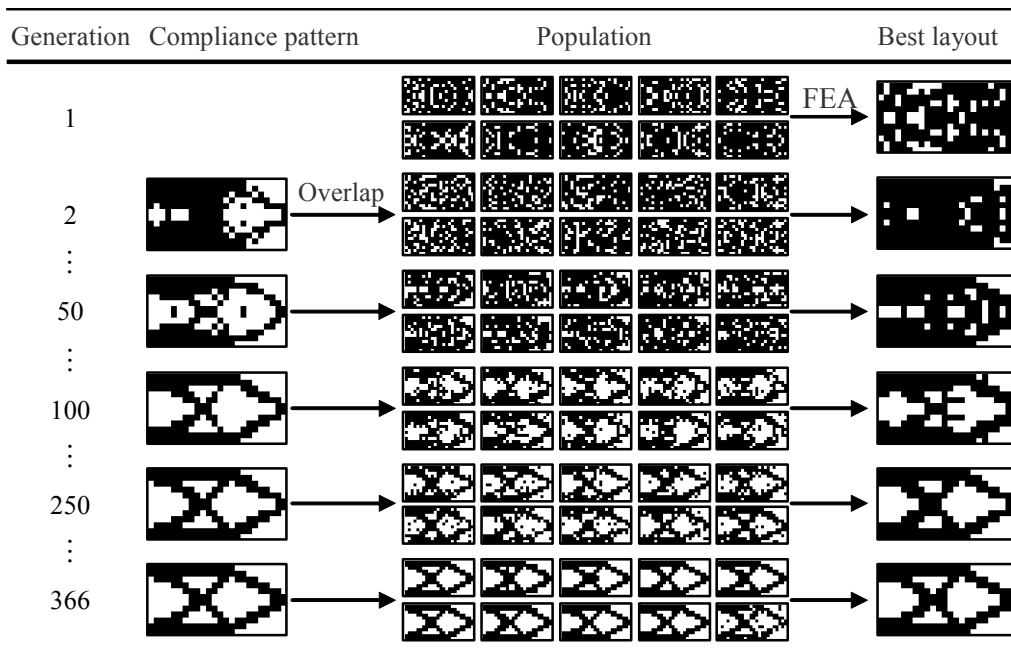 Generation Compliance pattern Population Best layout
1 FEA
2 Overlap
⋮
50
⋮
100
⋮
250
⋮
366